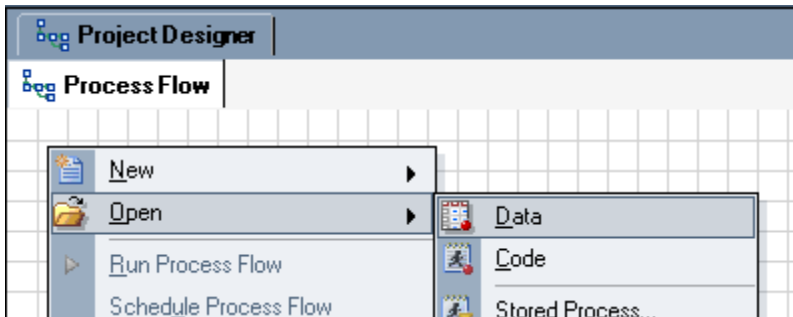 Project Designer
Process Flow
New
Open
Data
Run Process Flow
Code
Schedule Process Flow
Stored Process...